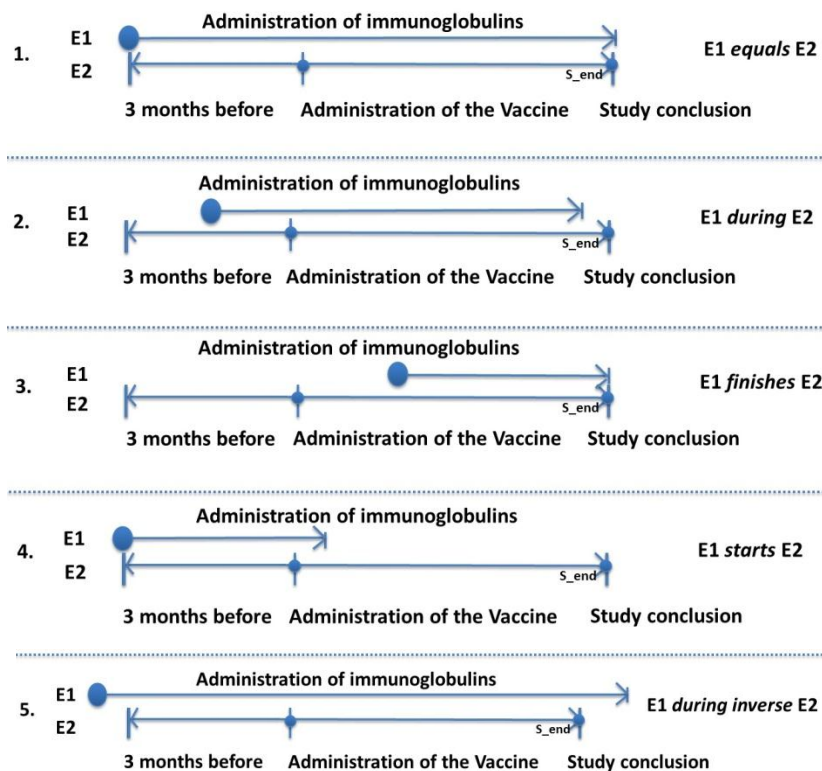 Administration of immunoglobulins
1. E1 E1 equals E2
E2 S_end
3 months before Administration of the Vaccine Study conclusion
Administration of immunoglobulins
2. E1 E1 during E2
E2 S_end
3 months before Administration of the Vaccine Study conclusion
Administration of immunoglobulins
3. E1 E1 finishes E2
E2 S_end
3 months before Administration of the Vaccine Study conclusion
Administration of immunoglobulins
4. E1 E1 starts E2
E2 S_end
3 months before Administration of the Vaccine Study conclusion
Administration of immunoglobulins
5. E1 E1 during inverse E2
E2 S_end
3 months before Administration of the Vaccine Study conclusion